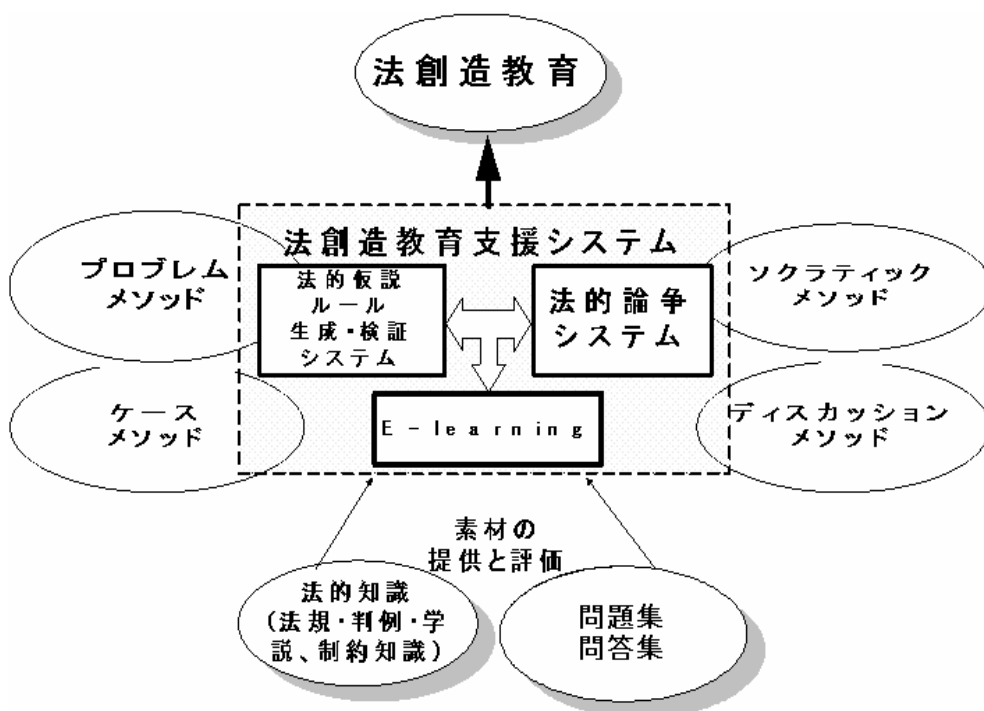 法創造教育
法創造教育支援システム
プロブレム
メソッド
法的仮説
ルール
生成・検証
システム
法的論争
システム
ソクラティック
メソッド
ケース
メソッド
E-learning
ディスカッション
メソッド
素材の
提供と評価
法的知識
(法規・判例・学
説、制約知識)
問題集
問答集